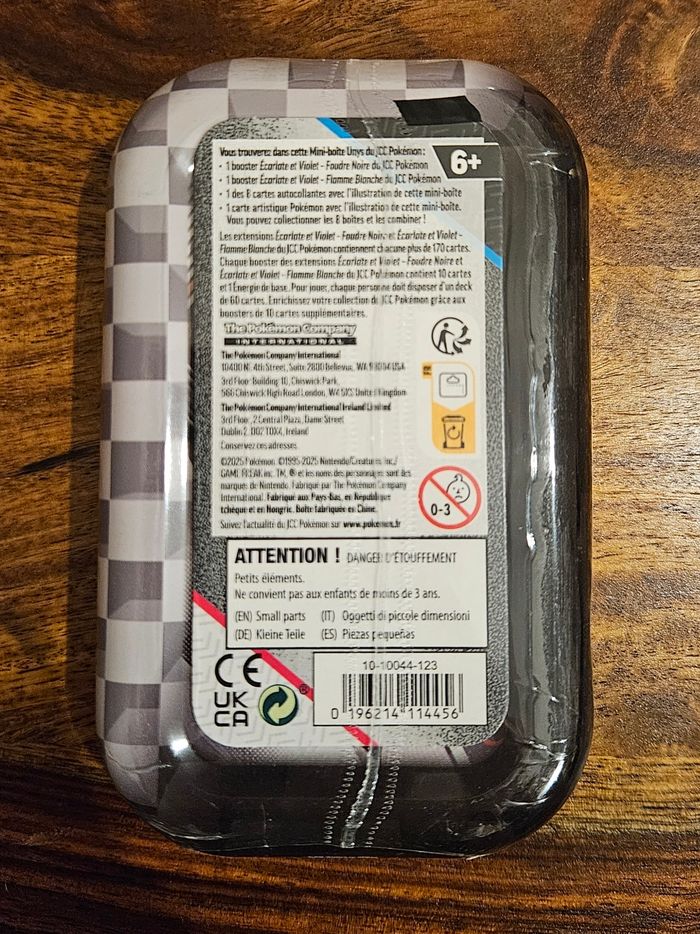 Vous trouverez dans cette Mini-boîte Unys du JCC Pokémon :
• 1 booster Écarlate et Violet - Foudre Noire du JCC Pokémon
• 1 booster Écarlate et Violet - Flamme Blanche du JCC Pokémon
• 1 des 8 cartes autocollantes avec l'illustration de cette mini-boîte
• 1 carte artistique Pokémon avec l'illustration de cette mini-boîte.
Vous pouvez collectionner les 8 boîtes et les combiner !
6+
Les extensions Écarlate et Violet - Foudre Noire et Écarlate et Violet -
Flamme Blanche du JCC Pokémon contiennent chacune plus de 170 cartes.
Chaque booster des extensions Écarlate et Violet - Foudre Noire et
Écarlate et Violet - Flamme Blanche du JCC Pokémon contient 10 cartes
et 1 Énergie de base. Pour jouer, chaque personne doit disposer d'un deck
de 60 cartes. Enrichissez votre collection du JCC Pokémon grâce aux
boosters de 10 cartes supplémentaires.
The Pokémon Company
INTERNATIONAL
The Pokémon Company International
10400 NE 4th Street, Suite 2800 Bellevue, WA 98004 USA
3rd Floor Building 10, Chiswick Park,
566 Chiswick High Road London, W4 5XS United Kingdom
The Pokémon Company International Ireland Limited
3rd Floor, 2 Central Plaza, Dame Street
Dublin 2, D02 T0X4, Ireland
Conservez ces adresses.
©2025 Pokémon. ©1995-2025 Nintendo/Creatures Inc./
GAME FREAK inc. TM, ® et les noms des personnages sont des
marques de Nintendo. Fabriqué par The Pokémon Company
International. Fabriqué aux Pays-Bas, en République
tchèque et en Hongrie. Boîte fabriquée en Chine.
Suivez l'actualité du JCC Pokémon sur www.pokemon.fr
FR
0-3
ATTENTION ! DANGER D'ÉTOUFFEMENT
Petits éléments.
Ne convient pas aux enfants de moins de 3 ans.
(EN) Small parts (IT) Oggetti di piccole dimensioni
(DE) Kleine Teile (ES) Piezas pequeñas
CE
UK
CA
®
10-10044-123
0 196214 114456